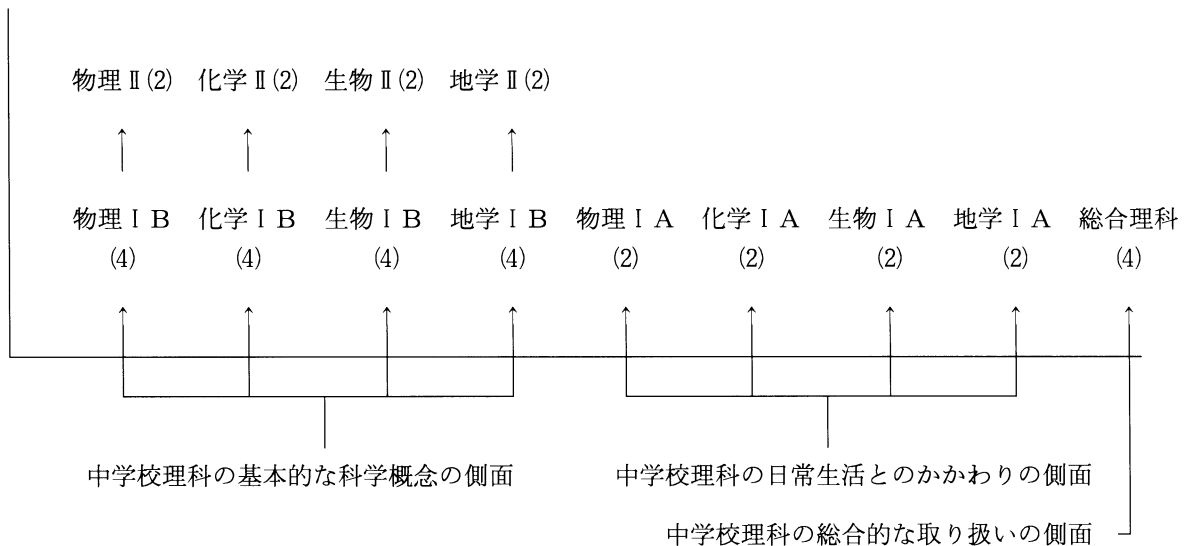 物理Ⅱ(2) 化学Ⅱ(2) 生物Ⅱ(2) 地学Ⅱ(2)
物理ⅠB 化学ⅠB 生物ⅠB 地学ⅠB 物理ⅠA 化学ⅠA 生物ⅠA 地学ⅠA 総合理科
(4) (4) (4) (4) (2) (2) (2) (2) (4)
中学校理科の基本的な科学概念の側面 中学校理科の日常生活とのかかわりの側面
中学校理科の総合的な取り扱いの側面